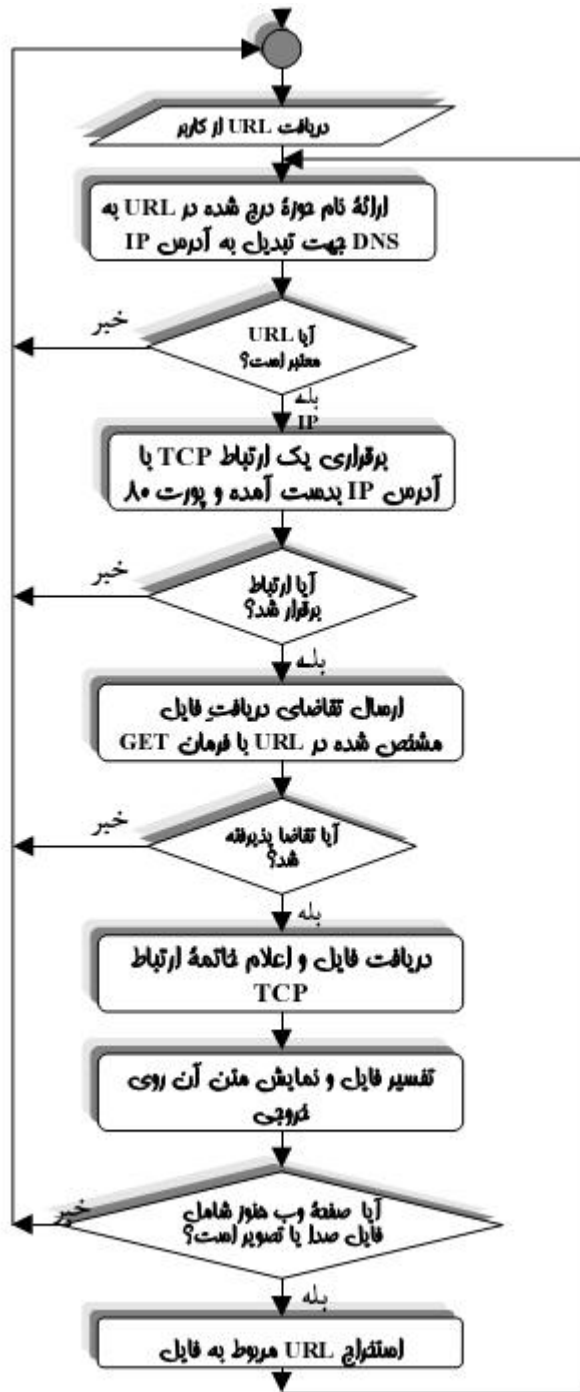 دریافت URL از کاربر
ارائهٔ نام حوزهٔ درج شده در URL به
DNS جهت تبدیل به آدرس IP
آیا URL
معتبر است؟
خیر
بله
IP
برقراری یک ارتباط TCP با
آدرس IP بدست آمده و پورت ۸۰
آیا ارتباط
برقرار شد؟
خیر
بله
ارسال تقاضای دریافتِ فایل
مشخص شده در URL با فرمان GET
آیا تقاضا پذیرفته
شد؟
خیر
بله
دریافت فایل و اعلام خاتمهٔ ارتباط
TCP
تفسیر فایل و نمایش متن آن روی
خروجی
آیا صفحهٔ وب هنوز شامل
فایل صدا یا تصویر است؟
خیر
بله
استخراج URL مربوط به فایل